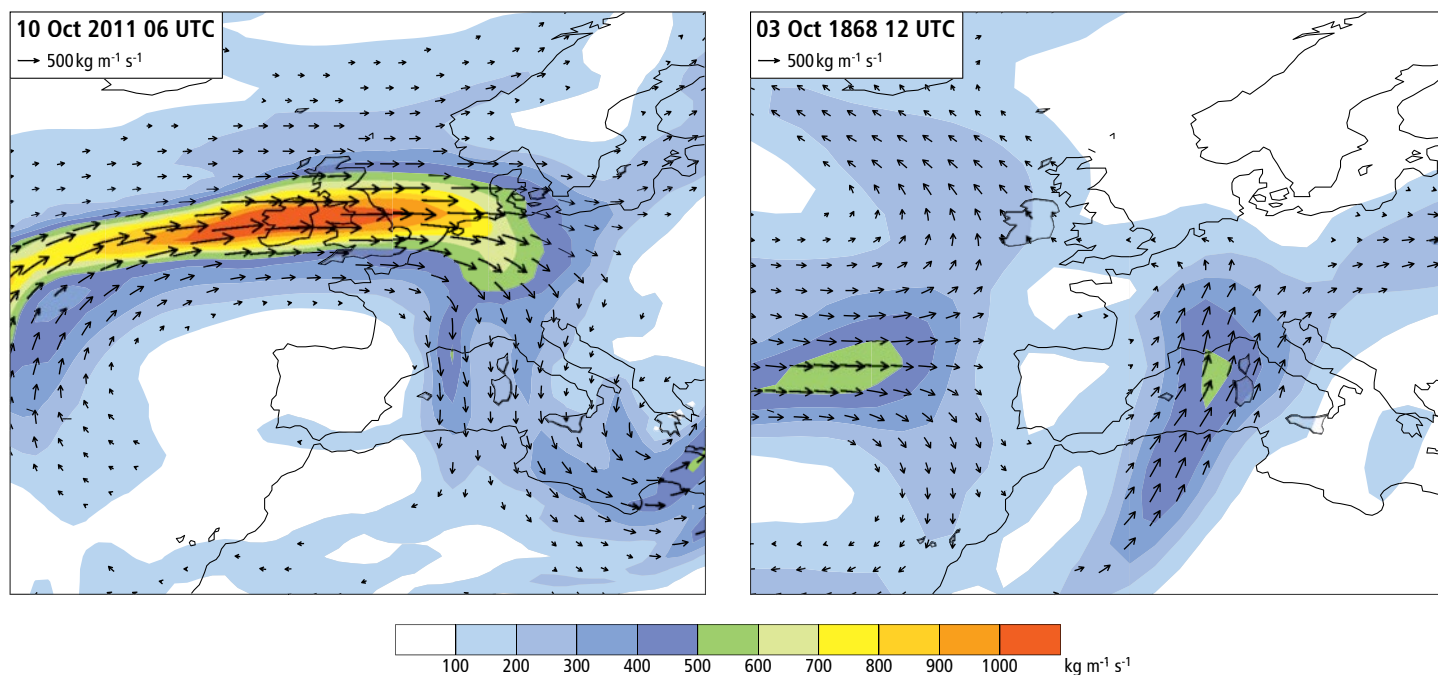 10 Oct 2011 06 UTC
500 kg m⁻¹ s⁻¹
03 Oct 1868 12 UTC
500 kg m⁻¹ s⁻¹
100 200 300 400 500 600 700 800 900 1000 kg m⁻¹ s⁻¹